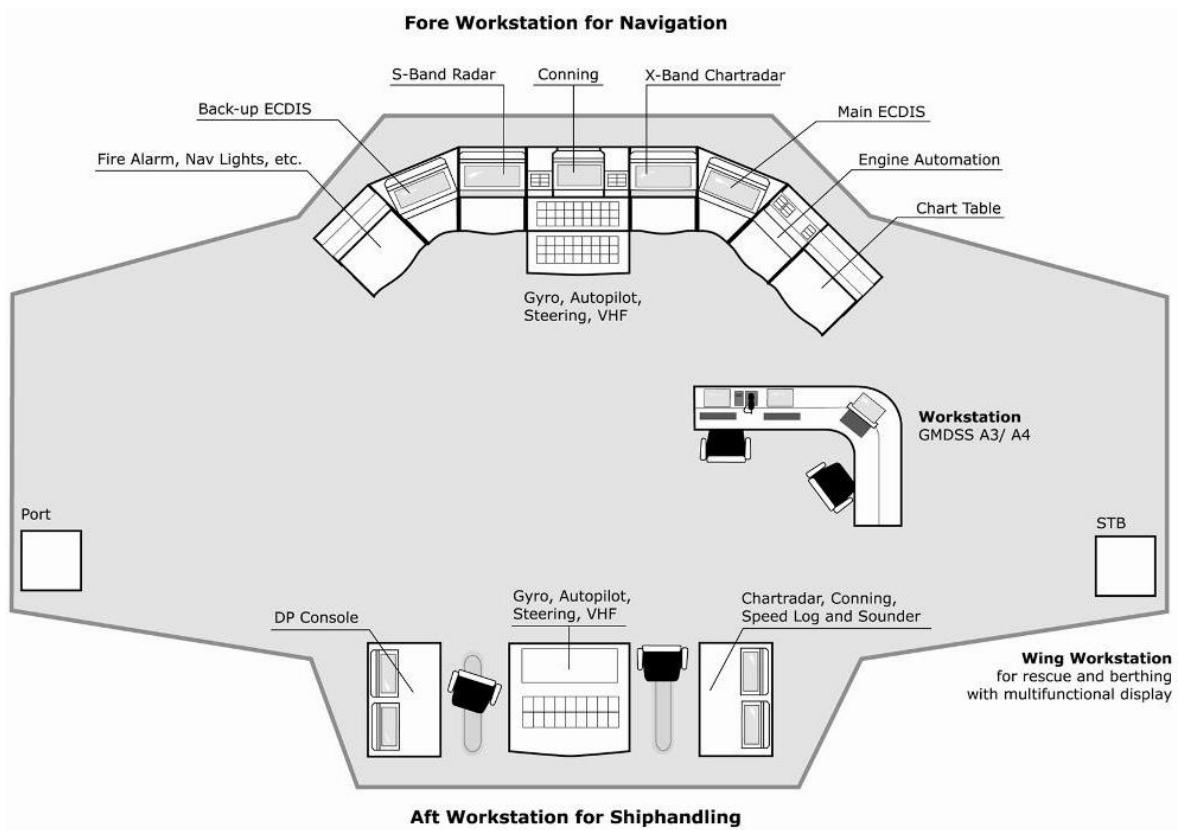 Fore Workstation for Navigation
S-Band Radar
Conning
X-Band Chartradar
Back-up ECDIS
Main ECDIS
Fire Alarm, Nav Lights, etc.
Engine Automation
Chart Table
Gyro, Autopilot,
Steering, VHF
Workstation
GMDSS A3/ A4
Port
STB
DP Console
Gyro, Autopilot,
Steering, VHF
Chartradar, Conning,
Speed Log and Sounder
Wing Workstation
for rescue and berthing
with multifunctional display
Aft Workstation for Shiphandling